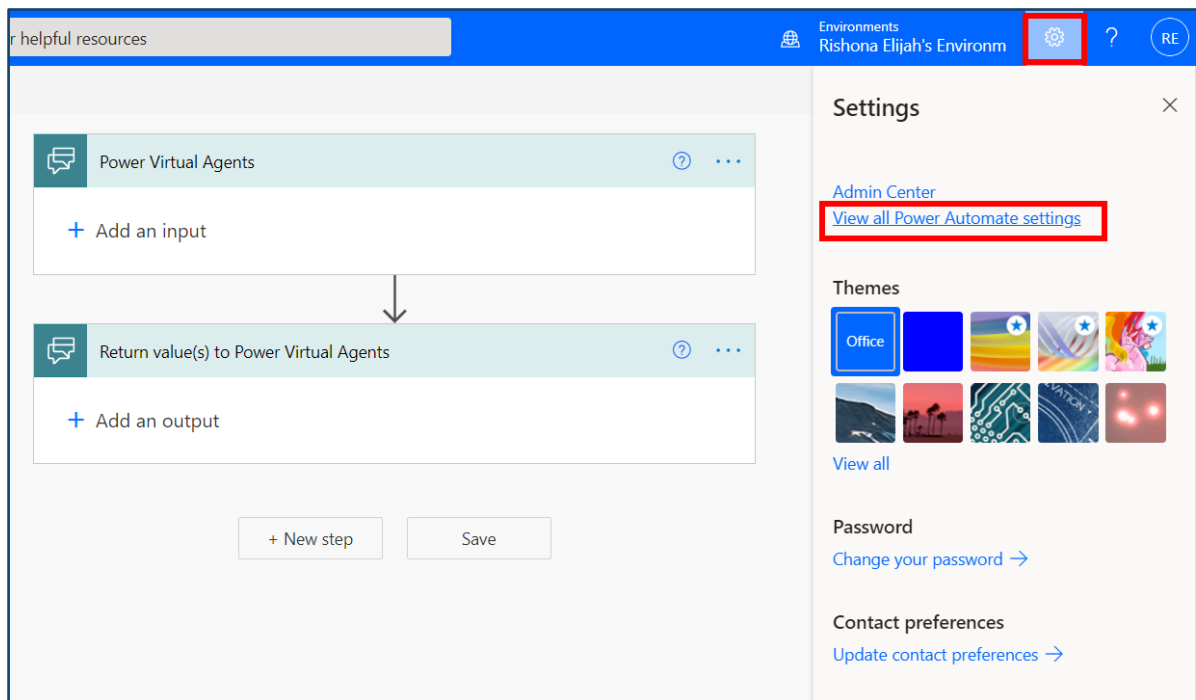 r helpful resources
Environments
Rishona Elijah's Environm
?
RE
Settings
Admin Center
View all Power Automate settings
Power Virtual Agents
?
...
+ Add an input
Return value(s) to Power Virtual Agents
?
...
+ Add an output
+ New step
Save
Themes
Office
VATION
View all
Password
Change your password →
Contact preferences
Update contact preferences →